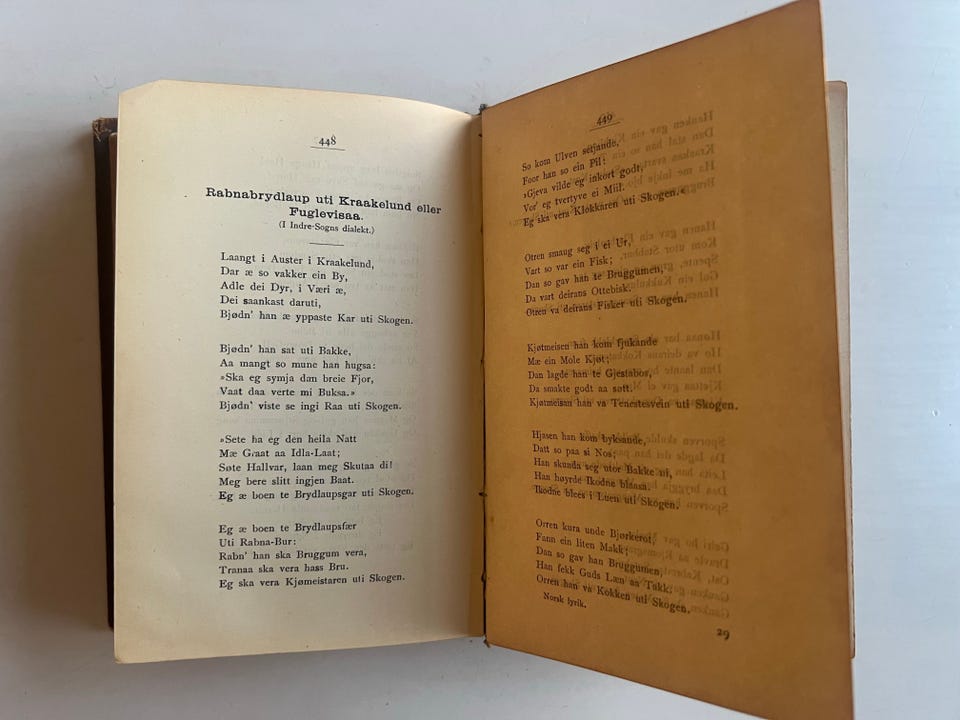 448
Rabnabrydlaup uti Kraakelund eller
Fuglevisaa.
(I Indre-Sogns dialekt.)
Laangt i Auster i Kraakelund,
Dar æ so vakker ein By,
Adle dei Dyr, i Væri æ,
Dei saankast daruti,
Bjødn' han æ yppaste Kar uti Skogen.
Bjødn' han sat uti Bakke,
Aa mangt so mune han hugsa:
»Ska eg symja dan breie Fjor,
Vaat daa verte mi Buksa.»
Bjødn' viste se ingi Raa uti Skogen.
»Sete ha eg den heila Natt
Mæ Graat aa Idla-Laat;
Søte Hallvar, laan meg Skutaa di!
Meg bere slitt ingjen Baat.
Eg æ boen te Brydlaupsgar uti Skogen.
Eg æ boen te Brydlaupsfær
Uti Rabna-Bur:
Rabn' han ska Bruggum vera,
Tranaa ska vera hass Bru.
Eg ska vera Kjømeistaren uti Skogen.
449
So kom Ulven setjande,
Foor han so ein Pil:
»Gjeva vilde eg inkort godt,
Vor' eg tvertyve ei Miil.
Eg ska vera Klokkaren uti Skogen.«
Otren smaug seg i ei Ur,
Vart so var ein Fisk;
Dan so gav han te Bruggumen,
Da vart deirans Ottebisk.
Otren va deirans Fisker uti Skogen.
Kjøtmeisen han kom fjukande
Mæ ein Mole Kjøt;
Dan lagde han te Gjestabos,
Da smakte godt aa søtt.
Kjøtmeisan han va Tenestesvein uti Skogen.
Hjasen han kom byksande,
Datt so paa si Nos;
Han skunda seg utor Bakke ni,
Han høyrde Ikodne blaasa.
Ikodne blees i Luen uti Skogen.
Orren kura unde Bjørkerot,
Fann ein liten Makk;
Dan so gav han Bruggumen,
Han fekk Guds Læn aa Takk.
Orren han va Kokken uti Skogen.
Norsk lyrik.
29